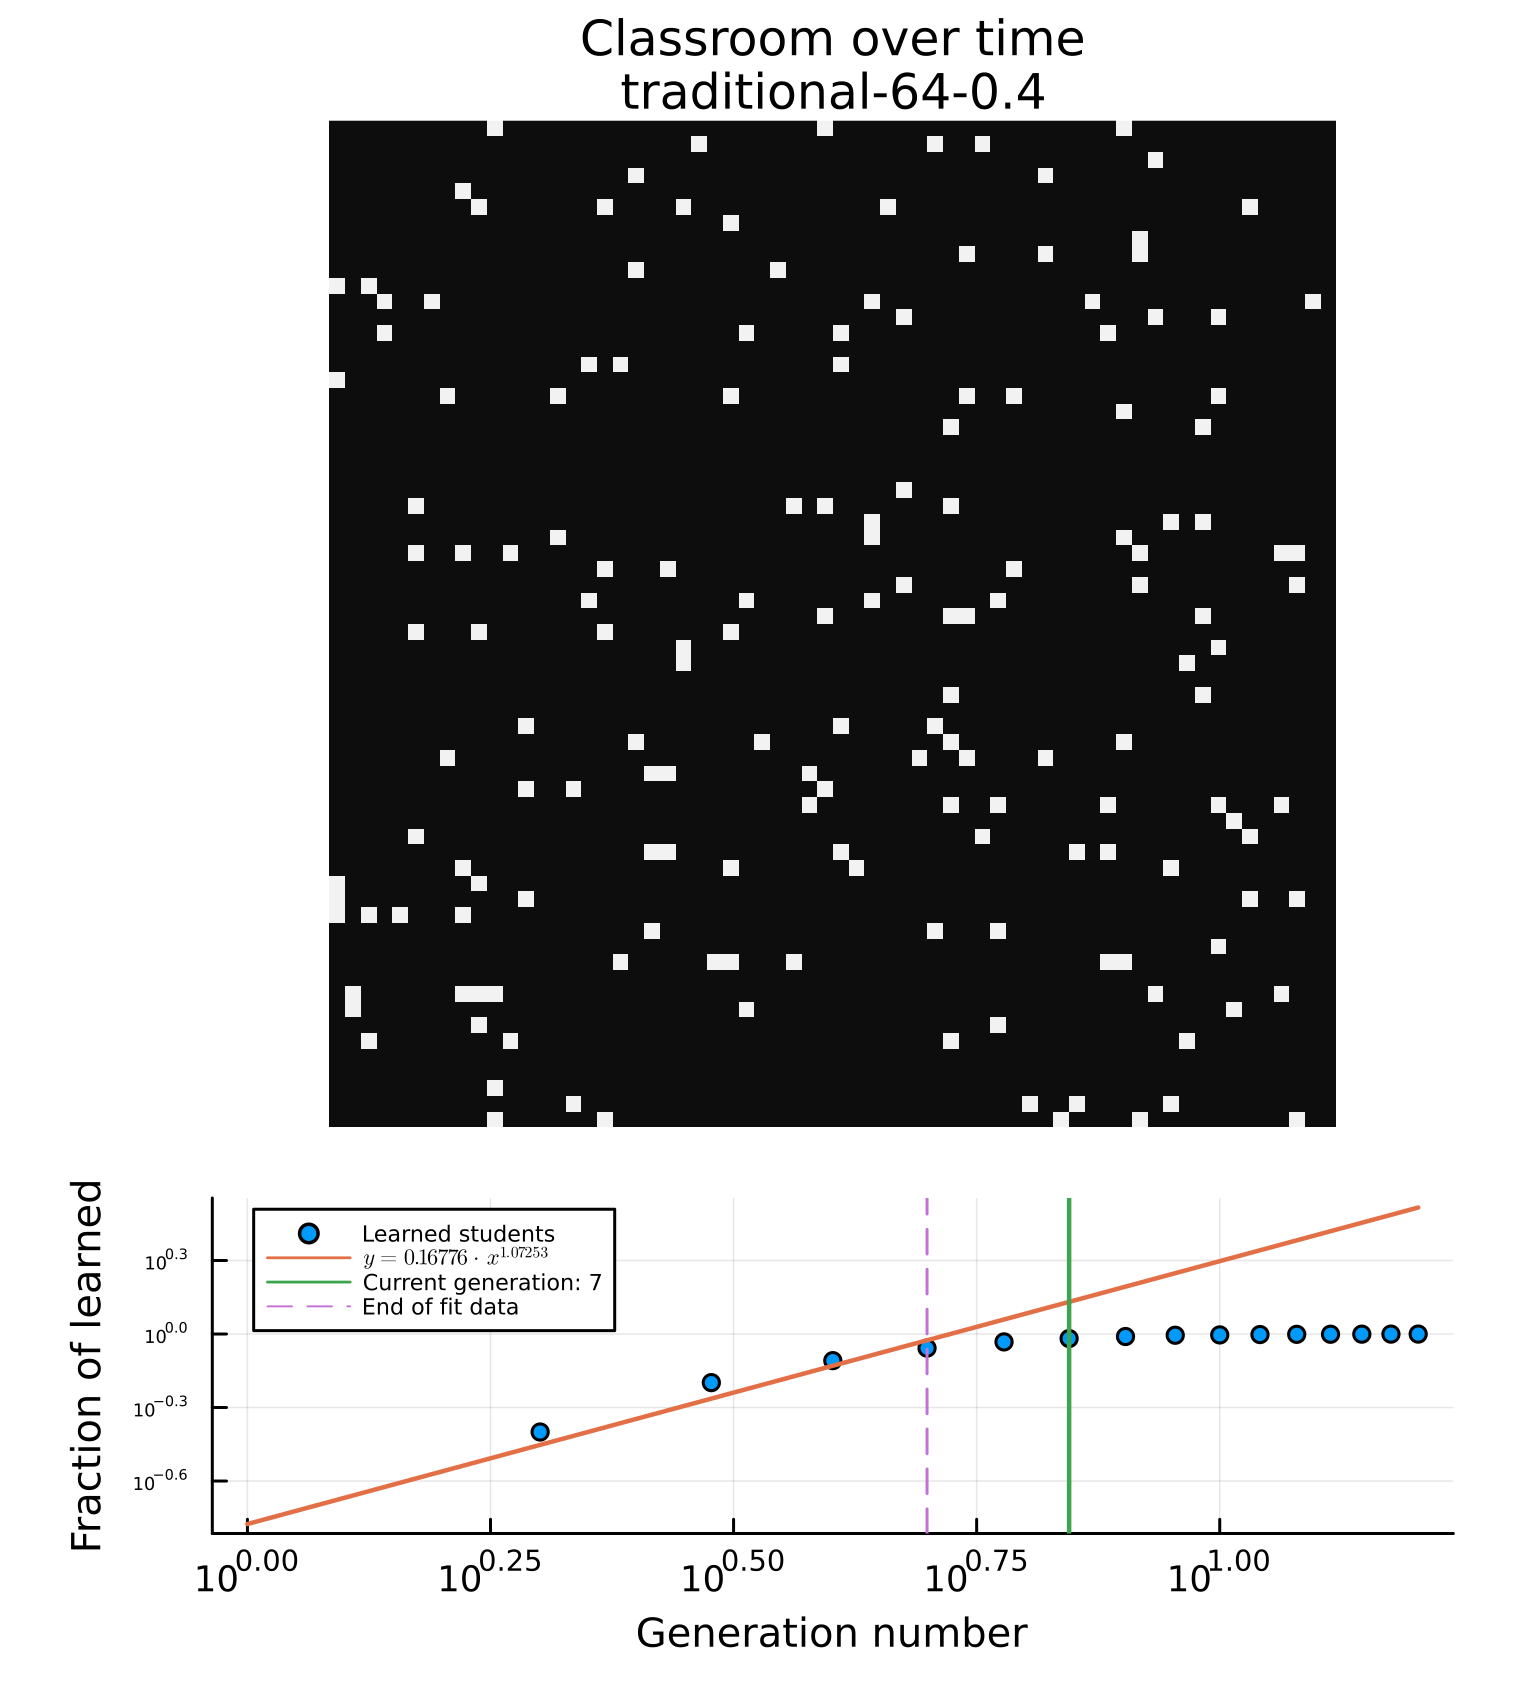 Classroom over time
traditional-64-0.4
Fraction of learned
Learned students
y = 0.16776 · x^1.07253
Current generation: 7
End of fit data
10^0.3
10^0.0
10^−0.3
10^−0.6
10^0.00 10^0.25 10^0.50 10^0.75 10^1.00
Generation number